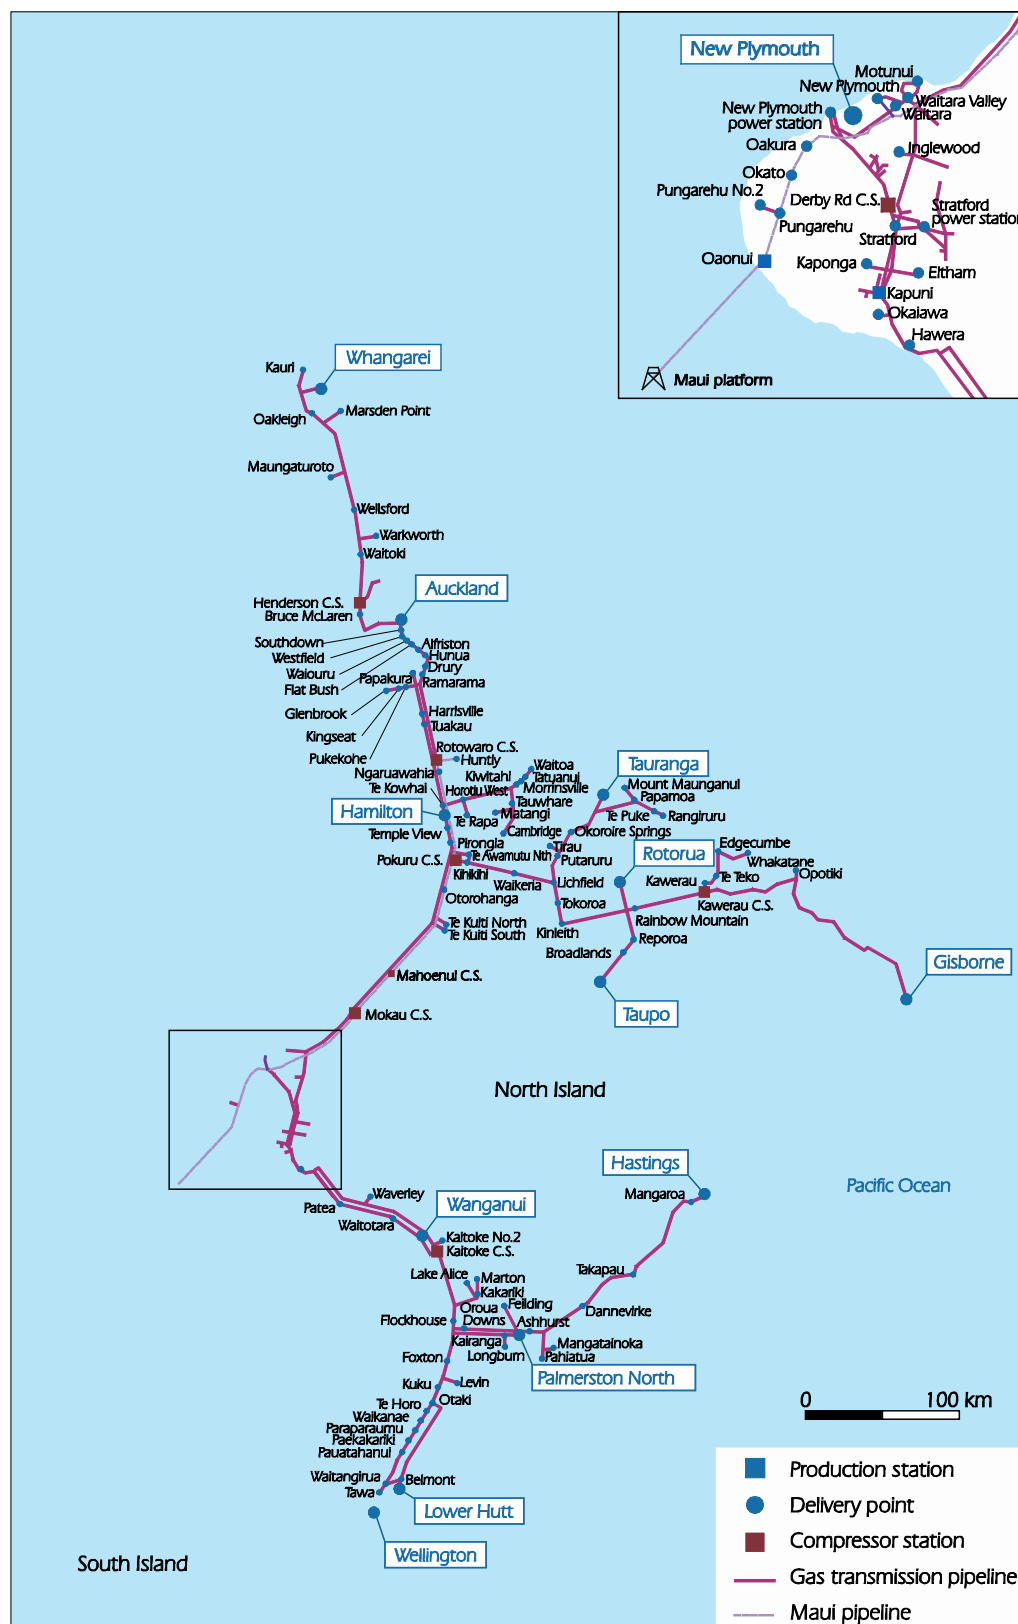 New Plymouth
Motunui
New Plymouth
Waitara Valley
New Plymouth
power station
Waitara
Oakura
Inglewood
Okato
Pungarehu No.2
Derby Rd C.S.
Stratford
power station
Pungarehu
Stratford
Oaonui
Kaponga
Eltham
Kapuni
Okaiawa
Hawera
Maui platform
Whangarei
Kauri
Oakleigh
Marsden Point
Maungaturoto
Wellsford
Warkworth
Waitoki
Auckland
Henderson C.S.
Bruce McLaren
Southdown
Alfriston
Westfield
Hunua
Waiouru
Drury
Flat Bush
Papakura
Ramarama
Glenbrook
Harrisville
Kingseat
Tuakau
Pukekohe
Rotowaro C.S.
Huntly
Ngaruawahia
Kiwitahi
Waitoa
Tatuanui
Te Kowhai
Horotiu West
Morrinsville
Tauranga
Mount Maunganui
Papamoa
Hamilton
Tauwhare
Te Rapa
Matangi
Te Puke
Rangiruru
Temple View
Cambridge
Okoroire Springs
Pirongia
Tirau
Rotorua
Edgecumbe
Pokuru C.S.
Te Awamutu Nth
Putaruru
Whakatane
Kihikihi
Waikeria
Lichfield
Kawerau
Te Teko
Opotiki
Otorohanga
Tokoroa
Kawerau C.S.
Te Kuiti North
Rainbow Mountain
Te Kuiti South
Kinleith
Reporoa
Broadlands
Gisborne
Mahoenui C.S.
Taupo
Mokau C.S.
North Island
Hastings
Pacific Ocean
Mangaroa
Waverley
Patea
Wanganui
Waitotara
Kaitoke No.2
Kaitoke C.S.
Lake Alice
Marton
Takapau
Kakariki
Oroua
Downs
Feilding
Dannevirke
Flockhouse
Ashhurst
Kairanga
Mangatainoka
Longburn
Pahiatua
Foxton
Palmerston North
Kuku
Levin
Te Horo
Otaki
0 100 km
Waikanae
Paraparaumu
Paekakariki
Pauatahanui
Waitangirua
Belmont
Tawa
Lower Hutt
Wellington
South Island
Production station
Delivery point
Compressor station
Gas transmission pipeline
Maui pipeline